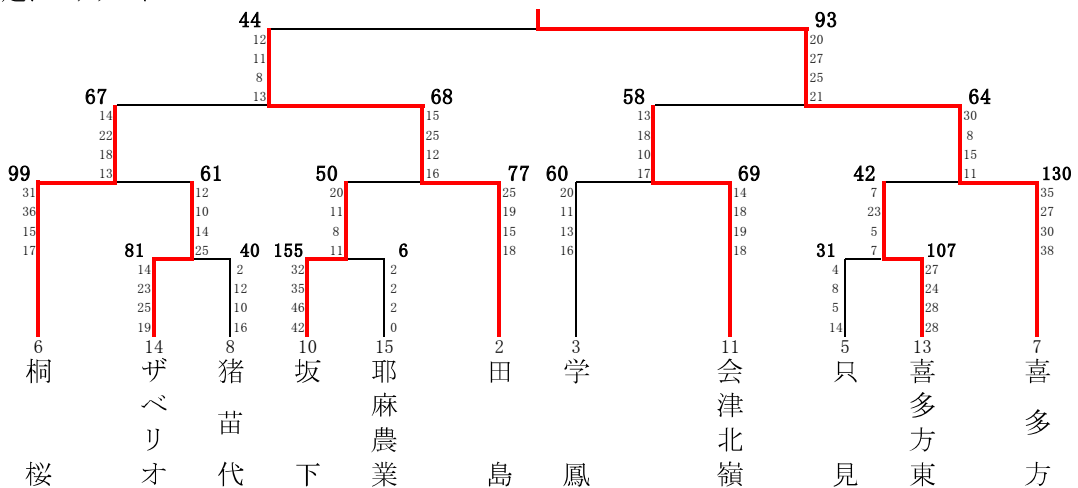 44 93
12 20
11 27
8 25
13 21
67 68 58 64
14 15 13 30
22 25 18 8
18 12 10 15
13 16 17 11
99 61 50 77 60 69 42 130
31 12 20 25 20 14 7 35
36 10 11 19 11 18 23 27
15 14 8 15 13 19 5 30
17 25 11 18 16 18 7 38
81 40 155 6 31 107
14 2 32 2 4 27
23 12 35 2 8 24
25 10 46 2 5 28
19 16 42 0 14 28
6 14 8 10 15 2 3 11 5 13 7
桐桜
ザベリオ
猪苗代
坂下
耶麻農業
田島
学鳳
会津北嶺
只見
喜多方東
喜多方